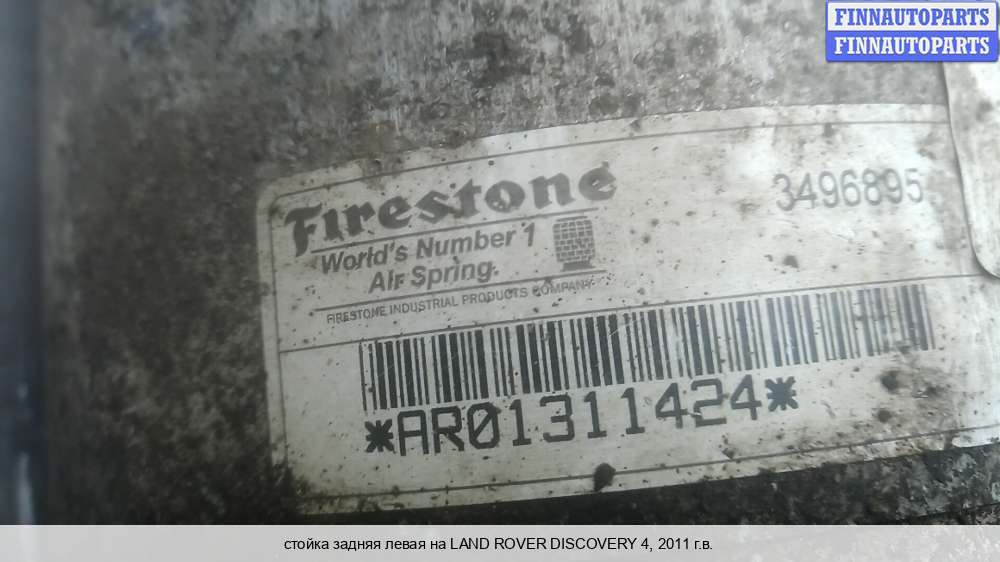 FINNAUTOPARTS
FINNAUTOPARTS
Firestone
3496895
World's Number 1
Air Spring.
FIRESTONE INDUSTRIAL PRODUCTS COMPANY
*AR01311424*
стойка задняя левая на LAND ROVER DISCOVERY 4, 2011 г.в.